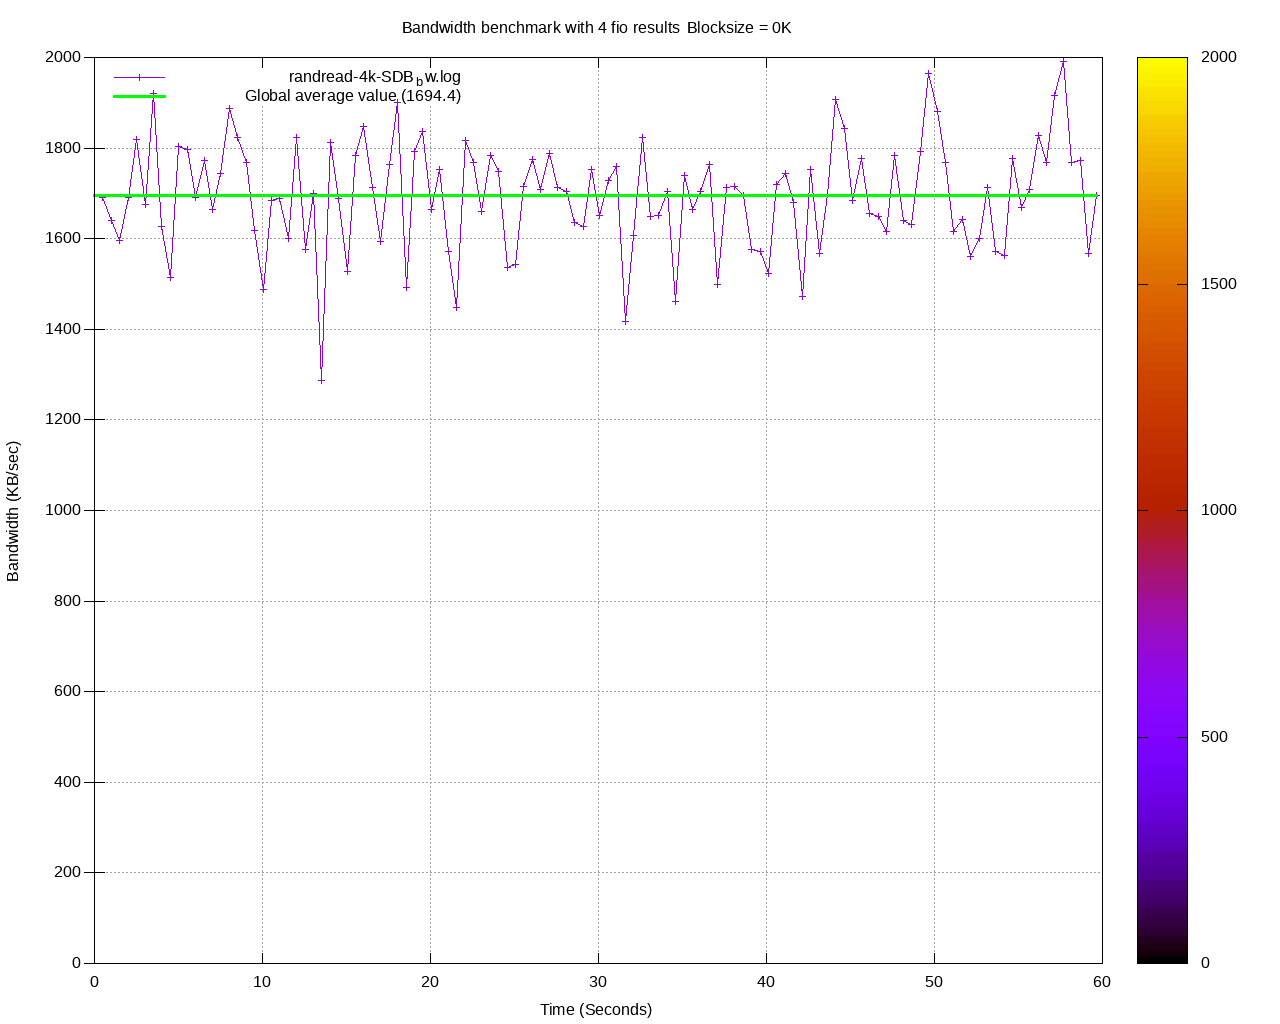 Bandwidth benchmark with 4 fio results Blocksize = 0K
randread-4k-SDBbw.log
Global average value (1694.4)
2000
1800
1600
1400
1200
1000
800
600
400
200
0
Bandwidth (KB/sec)
0 10 20 30 40 50 60
Time (Seconds)
2000
1500
1000
500
0